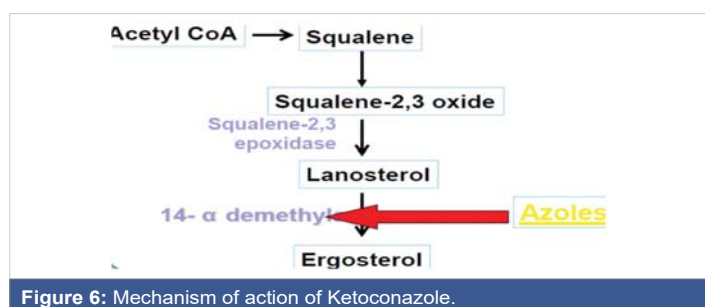 Acetyl CoA
Squalene
Squalene-2,3 oxide
Squalene-2,3
epoxidase
Lanosterol
14- α demethyl
Azoles
Ergosterol
Figure 6: Mechanism of action of Ketoconazole.